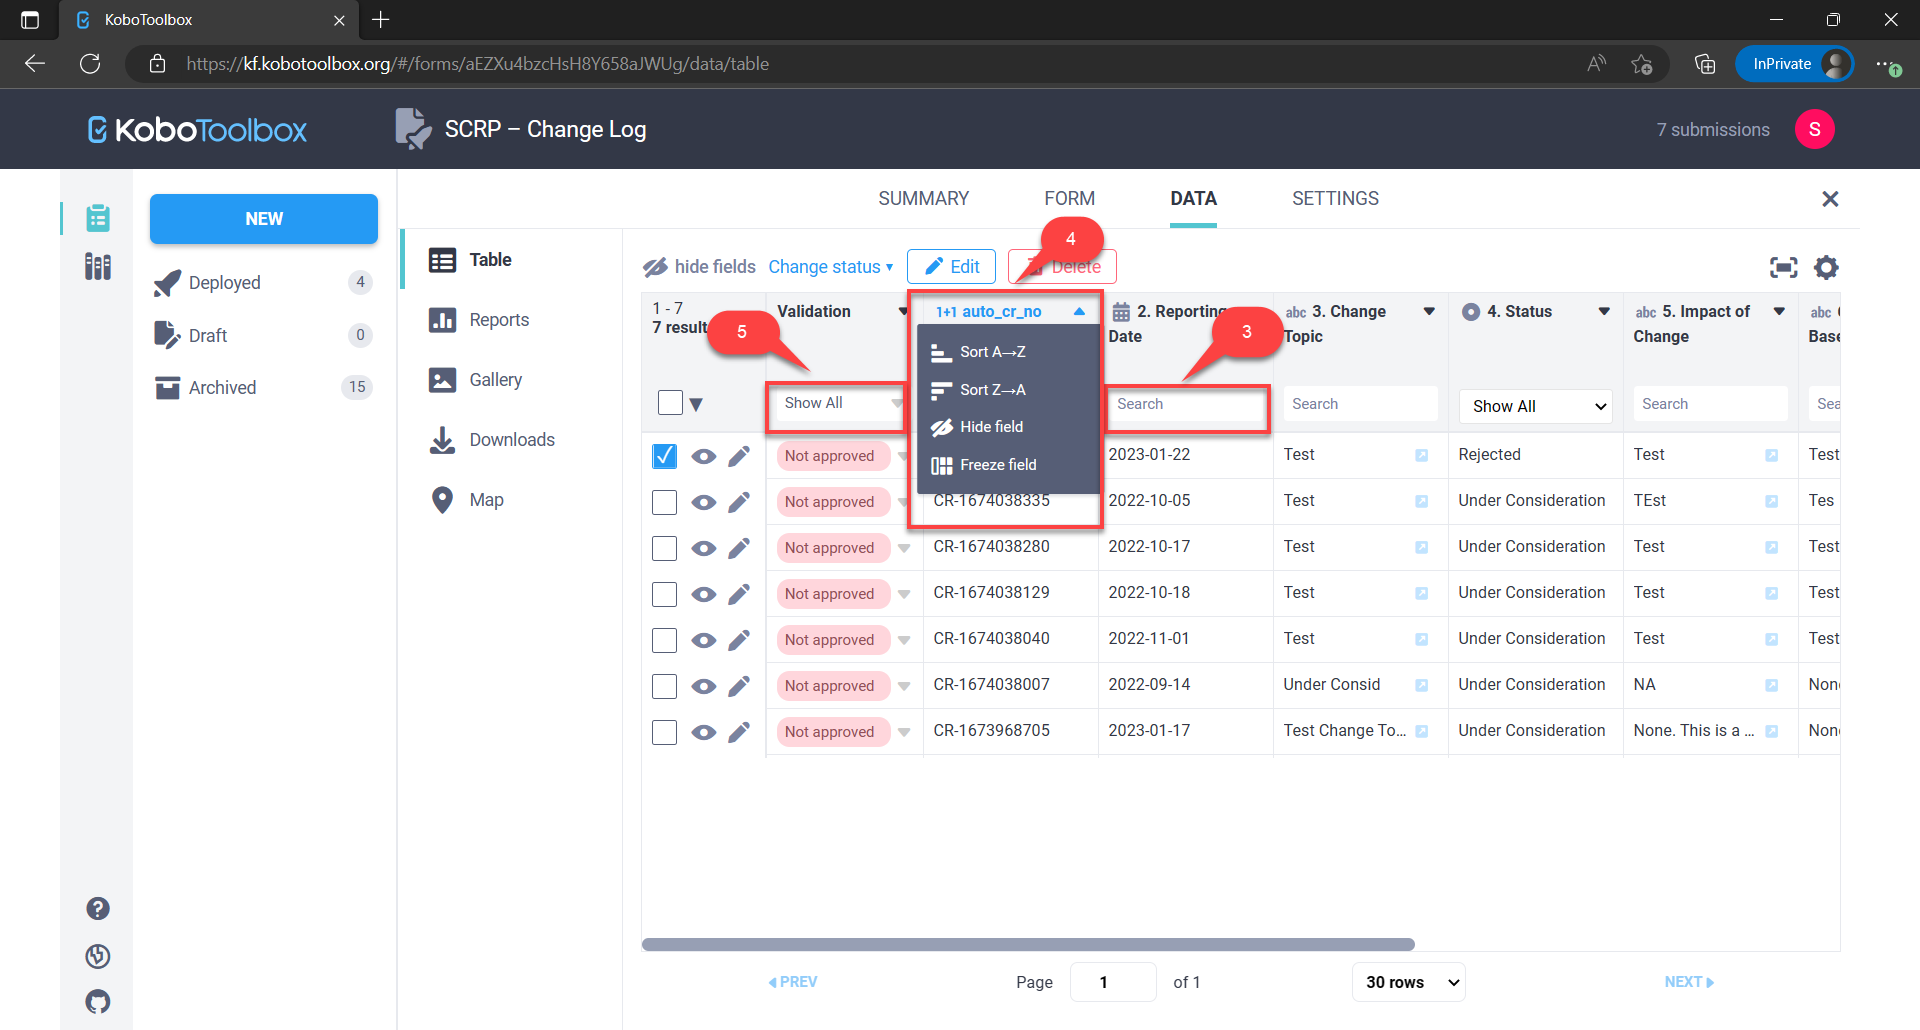 KoboToolbox
https://kf.kobotoolbox.org/#/forms/aEZXu4bzcHsH8Y658aJWUg/data/table
InPrivate
KoboToolbox
SCRP – Change Log
7 submissions
S
NEW
Deployed 4
Draft 0
Archived 15
SUMMARY FORM DATA SETTINGS
Table
Reports
Gallery
Downloads
Map
hide fields Change status Edit Delete
4
5
3
1 - 7
7 result
Validation
1+1 auto_cr_no
2. Reporting
Date
abc 3. Change
Topic
4. Status
abc 5. Impact of
Change
abc
Base
Sort A→Z
Sort Z→A
Hide field
Freeze field
Show All Search Search Show All Search Sea
Not approved 2023-01-22 Test Rejected Test Test
Not approved CR-1674038335 2022-10-05 Test Under Consideration TEst Tes
Not approved CR-1674038280 2022-10-17 Test Under Consideration Test Test
Not approved CR-1674038129 2022-10-18 Test Under Consideration Test Test
Not approved CR-1674038040 2022-11-01 Test Under Consideration Test Test
Not approved CR-1674038007 2022-09-14 Under Consid Under Consideration NA Non
Not approved CR-1673968705 2023-01-17 Test Change To... Under Consideration None. This is a ... Non
PREV Page 1 of 1 30 rows NEXT